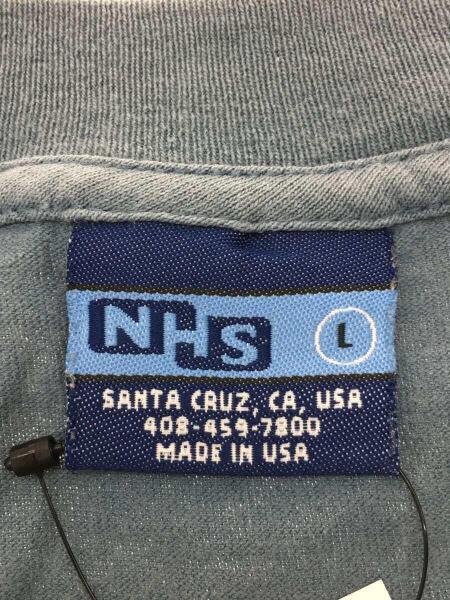 NHS L
SANTA CRUZ, CA, USA
408-459-7800
MADE IN USA